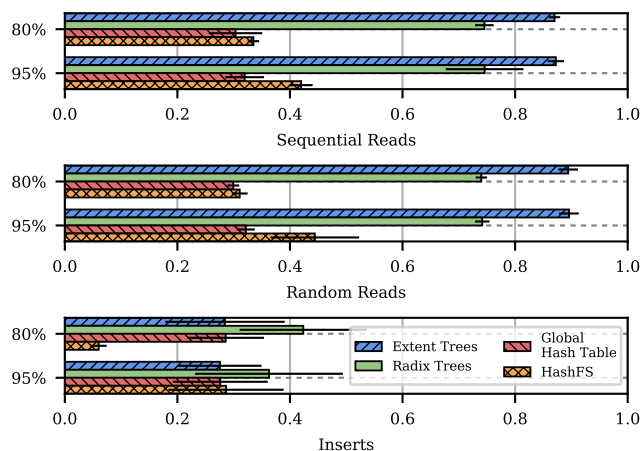 80%
95%
0.0 0.2 0.4 0.6 0.8 1.0
Sequential Reads
80%
95%
0.0 0.2 0.4 0.6 0.8 1.0
Random Reads
80%
95%
Extent Trees
Radix Trees
Global
Hash Table
HashFS
0.0 0.2 0.4 0.6 0.8 1.0
Inserts